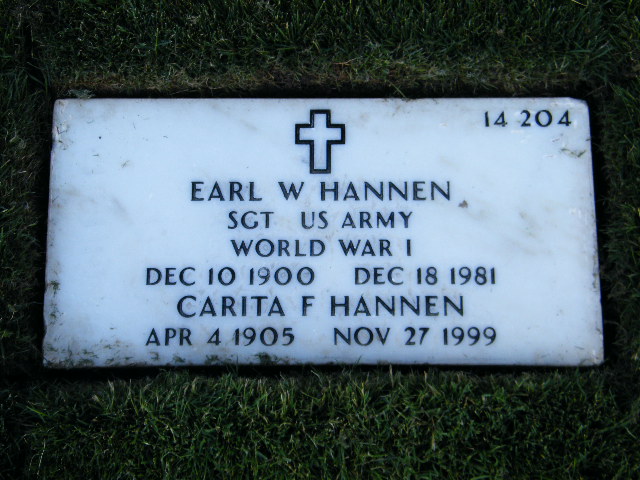 14 204
EARL W HANNEN
SGT US ARMY
WORLD WAR I
DEC 10 1900 DEC 18 1981
CARITA F HANNEN
APR 4 1905 NOV 27 1999